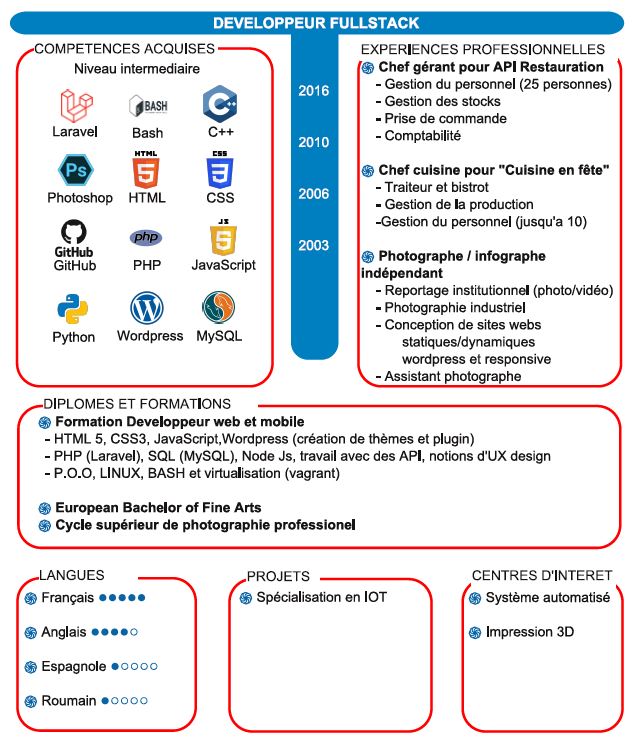 DEVELOPPEUR FULLSTACK
COMPETENCES ACQUISES
Niveau intermediaire
Laravel
BASH
Bash
C++
C++
Ps
Photoshop
HTML
5
HTML
CSS
3
CSS
GitHub
GitHub
php
PHP
JS
5
JavaScript
Python
W
Wordpress
MySQL
2016
2010
2006
2003
EXPERIENCES PROFESSIONNELLES
Chef gérant pour API Restauration
- Gestion du personnel (25 personnes)
- Gestion des stocks
- Prise de commande
- Comptabilité
Chef cuisine pour "Cuisine en fête"
- Traiteur et bistrot
- Gestion de la production
-Gestion du personnel (jusqu'a 10)
Photographe / infographe
indépendant
- Reportage institutionnel (photo/vidéo)
- Photographie industriel
- Conception de sites webs
statiques/dynamiques
wordpress et responsive
- Assistant photographe
DIPLOMES ET FORMATIONS
Formation Developpeur web et mobile
- HTML 5, CSS3, JavaScript,Wordpress (création de thèmes et plugin)
- PHP (Laravel), SQL (MySQL), Node Js, travail avec des API, notions d'UX design
- P.O.O, LINUX, BASH et virtualisation (vagrant)
European Bachelor of Fine Arts
Cycle supérieur de photographie professionel
LANGUES
Français
Anglais
Espagnole
Roumain
PROJETS
Spécialisation en IOT
CENTRES D'INTERET
Système automatisé
Impression 3D